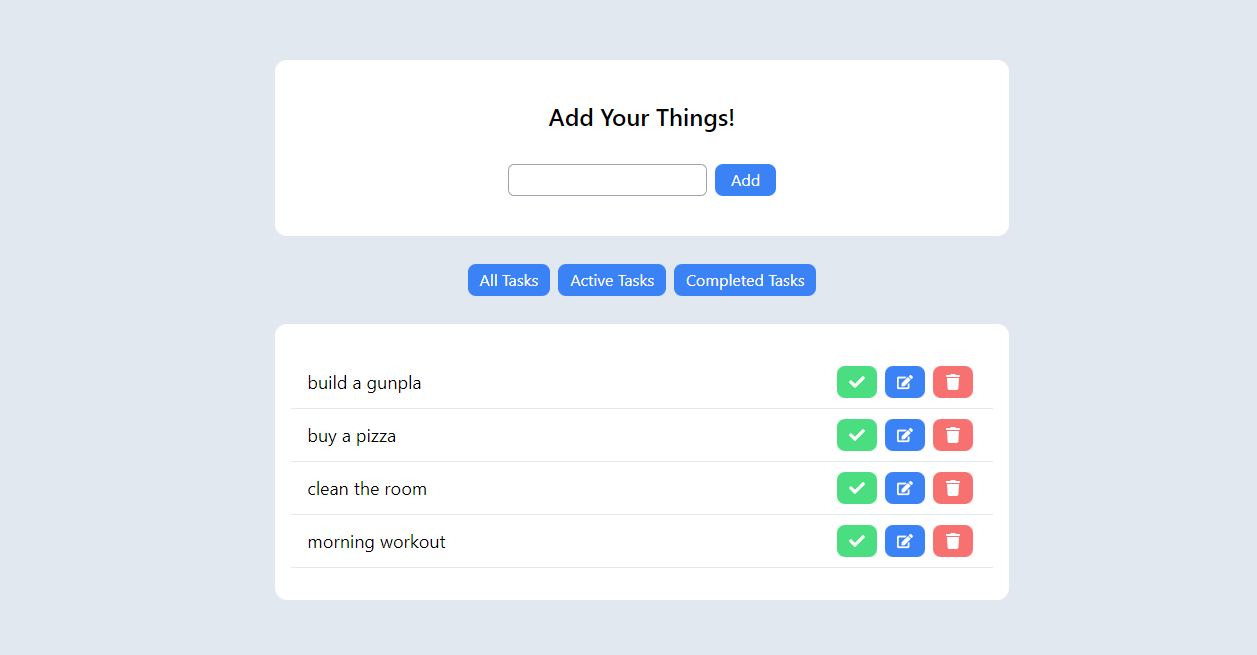 Add Your Things!
Add
All Tasks Active Tasks Completed Tasks
build a gunpla
buy a pizza
clean the room
morning workout